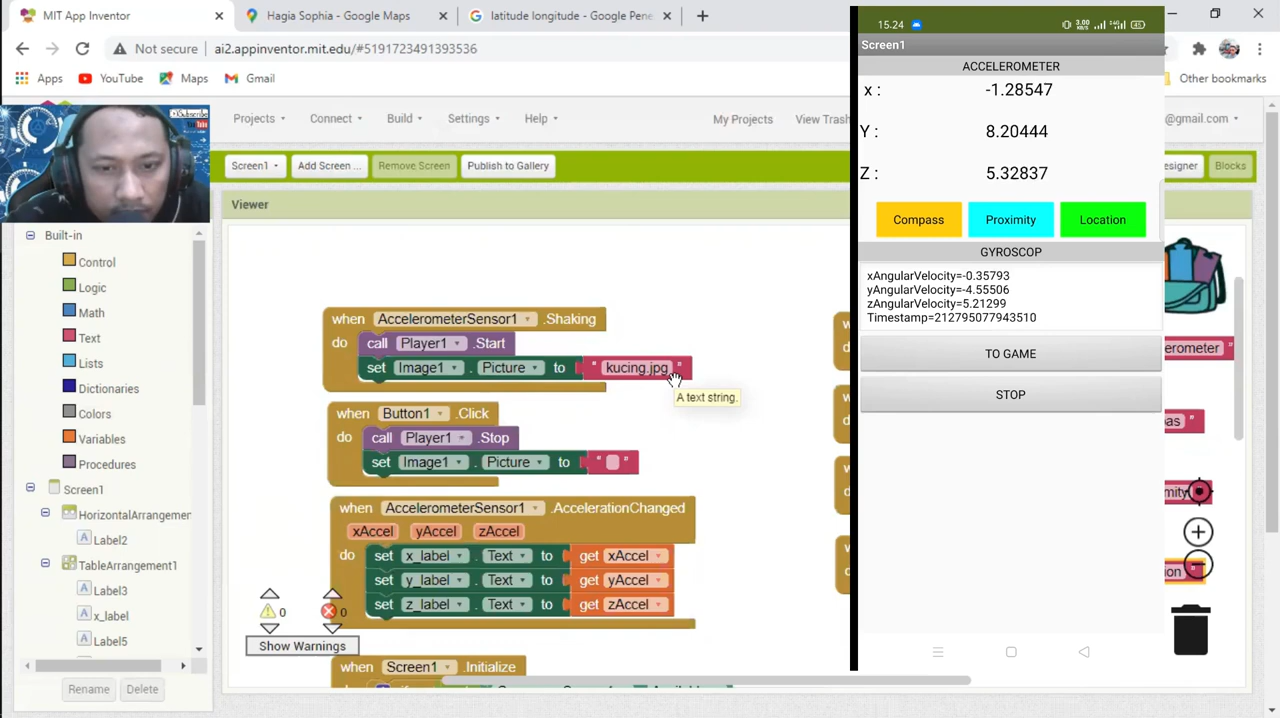 MIT App Inventor
Hagia Sophia - Google Maps
latitude longitude - Google Pene
Not secure
ai2.appinventor.mit.edu/#5191723491393536
Apps
YouTube
Maps
Gmail
Other bookmarks
Subscribe
Projects
Connect
Build
Settings
Help
My Projects
View Trash
@gmail.com
Screen1
Add Screen ...
Remove Screen
Publish to Gallery
Designer
Blocks
Viewer
Built-in
Control
Logic
Math
Text
Lists
Dictionaries
Colors
Variables
Procedures
Screen1
HorizontalArrangemen
Label2
TableArrangement1
Label3
x_label
Label5
Rename
Delete
when AccelerometerSensor1 .Shaking
do call Player1 .Start
set Image1 . Picture to " kucing.jpg "
A text string.
when Button1 .Click
do call Player1 .Stop
set Image1 . Picture to " "
when AccelerometerSensor1 .AccelerationChanged
xAccel yAccel zAccel
do set x_label . Text to get xAccel
set y_label . Text to get yAccel
set z_label . Text to get zAccel
when Screen1 .Initialize
0
0
Show Warnings
15.24
3,00
KB/S
45
Screen1
ACCELEROMETER
x : -1.28547
Y : 8.20444
Z : 5.32837
Compass
Proximity
Location
GYROSCOP
xAngularVelocity=-0.35793
yAngularVelocity=-4.55506
zAngularVelocity=5.21299
Timestamp=212795077943510
TO GAME
STOP
erometer "
as "